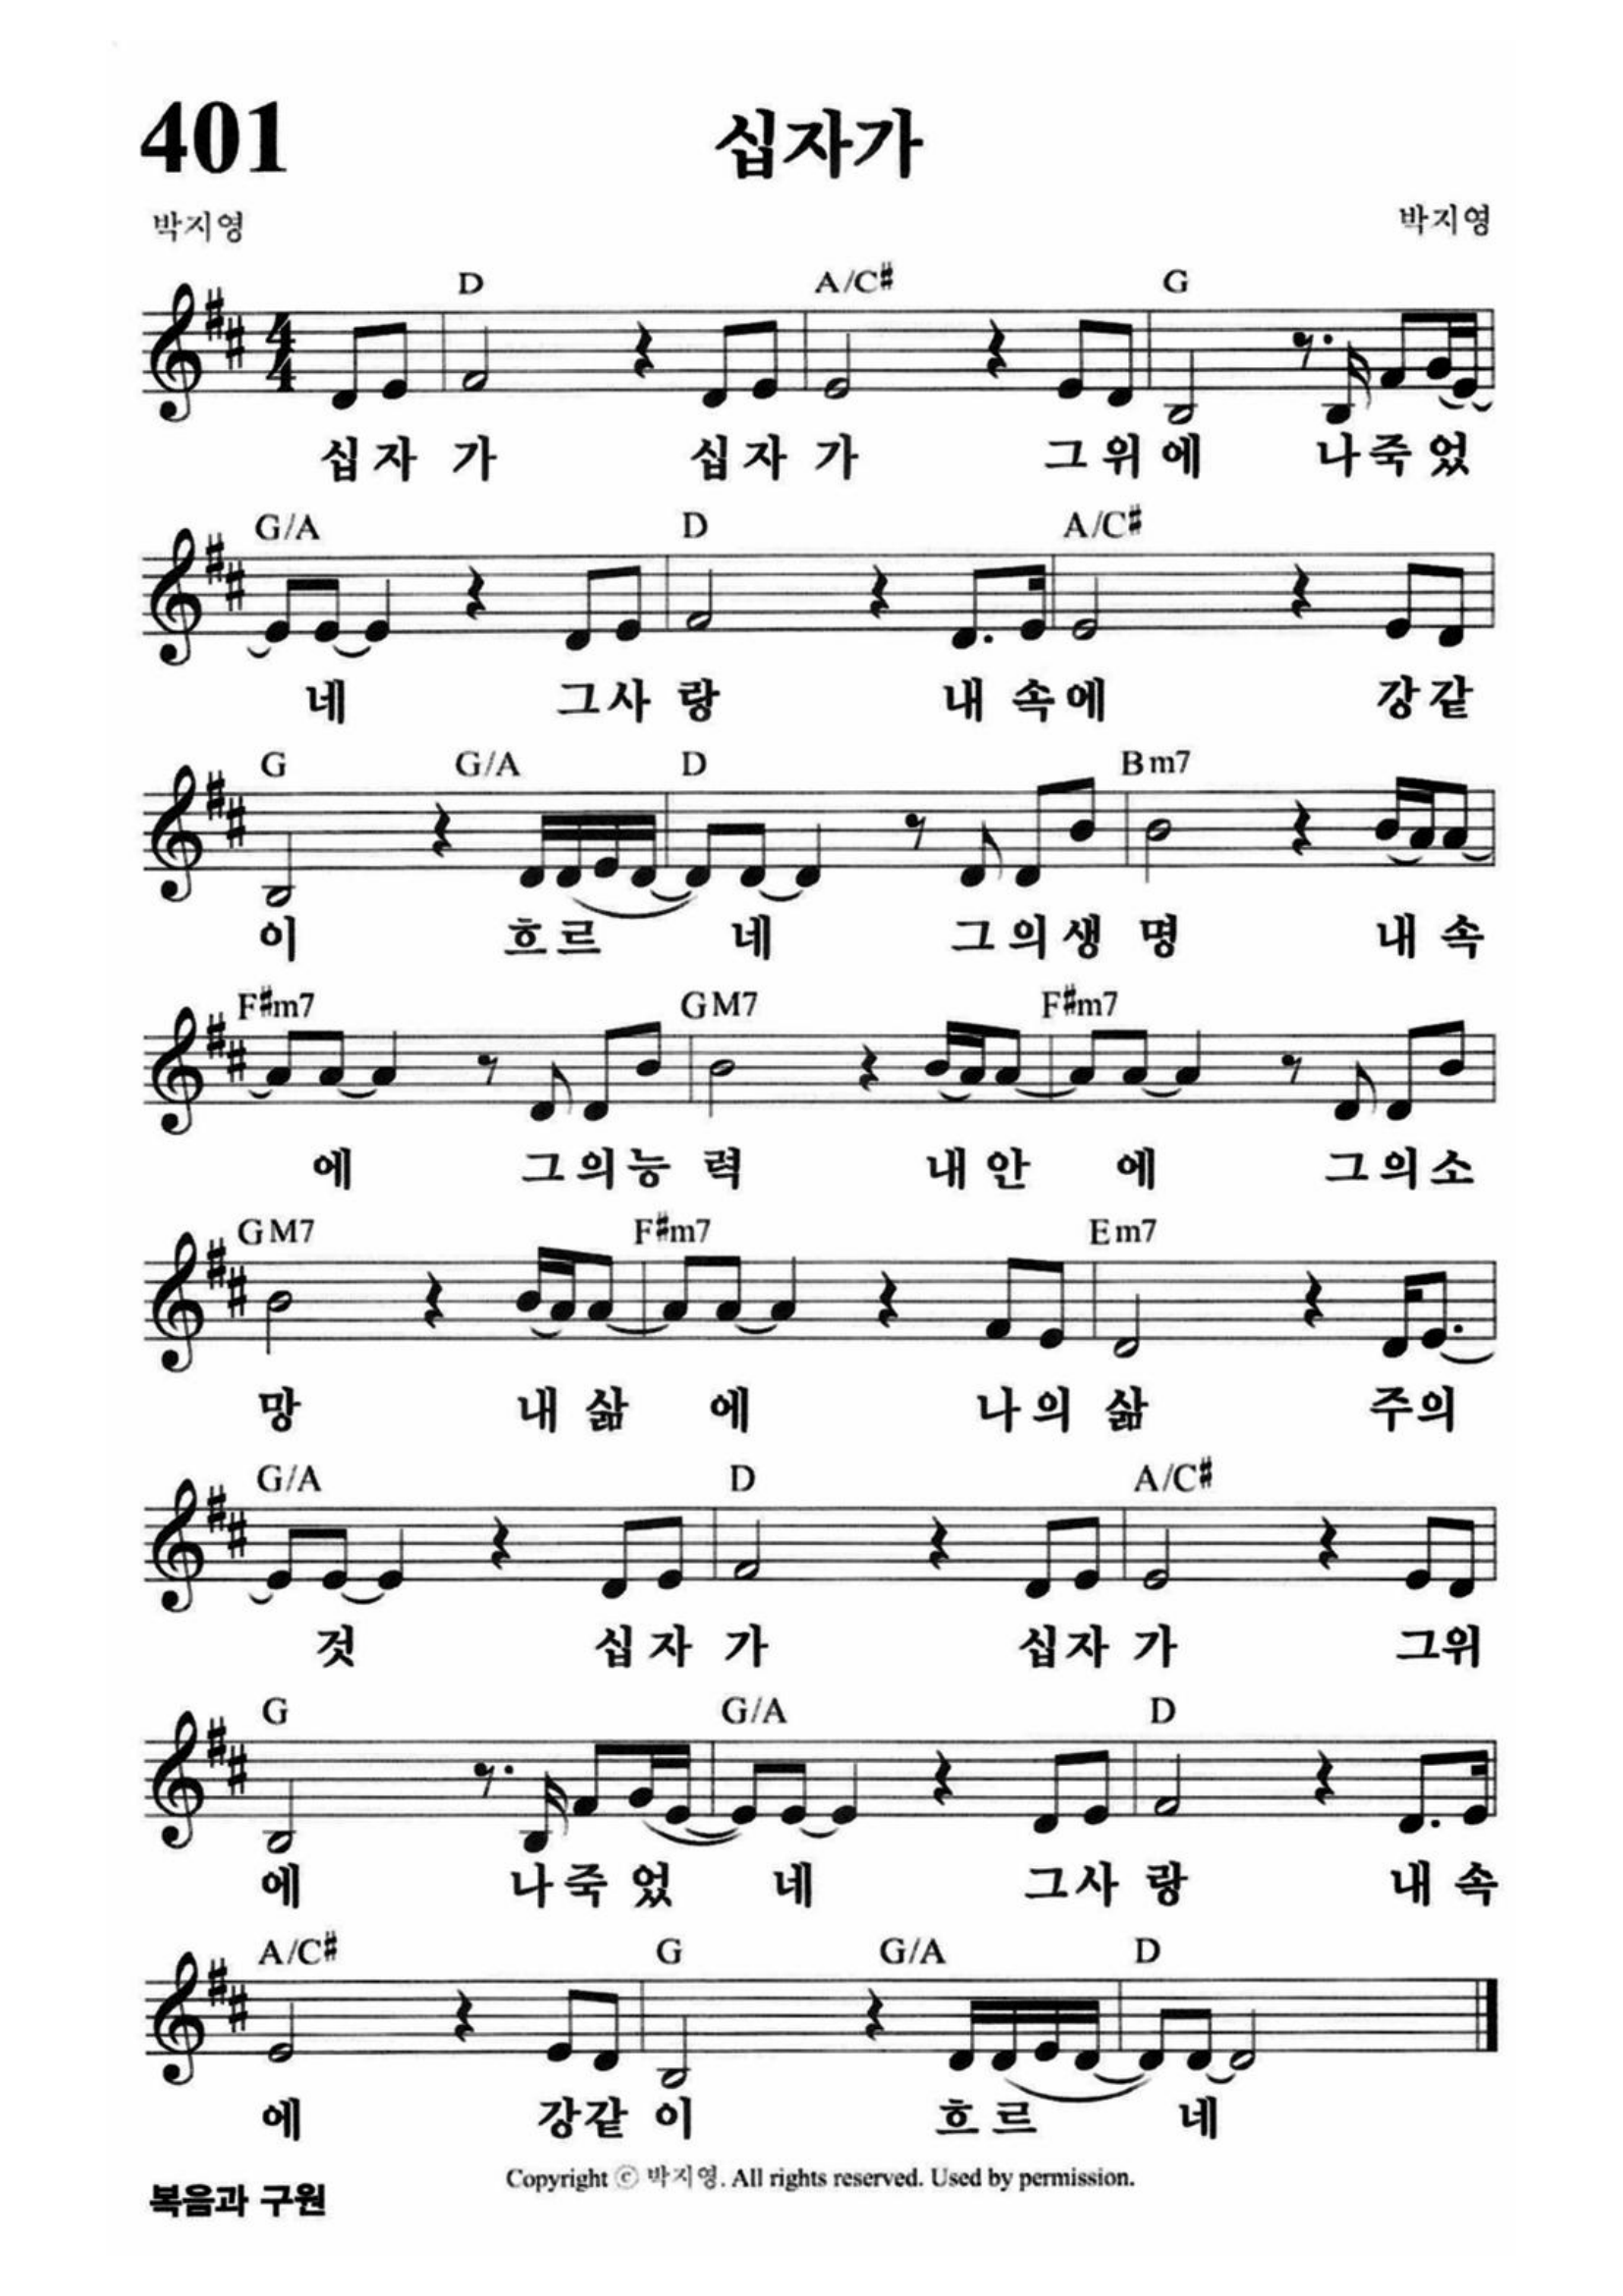 401
십자가
박지영 박지영
D A/C# G
십자가 십자가 그위에 나죽었
G/A D A/C#
네 그사랑 내속에 강같
G G/A D Bm7
이 흐르 네 그의생명 내속
F#m7 GM7 F#m7
에 그의능력 내안 에 그의소
GM7 F#m7 Em7
망 내삶 에 나의삶 주의
G/A D A/C#
것 십자가 십자가 그위
G G/A D
에 나죽었 네 그사랑 내속
A/C# G G/A D
에 강같이 흐르 네
Copyright ⓒ 박지영. All rights reserved. Used by permission.
복음과 구원